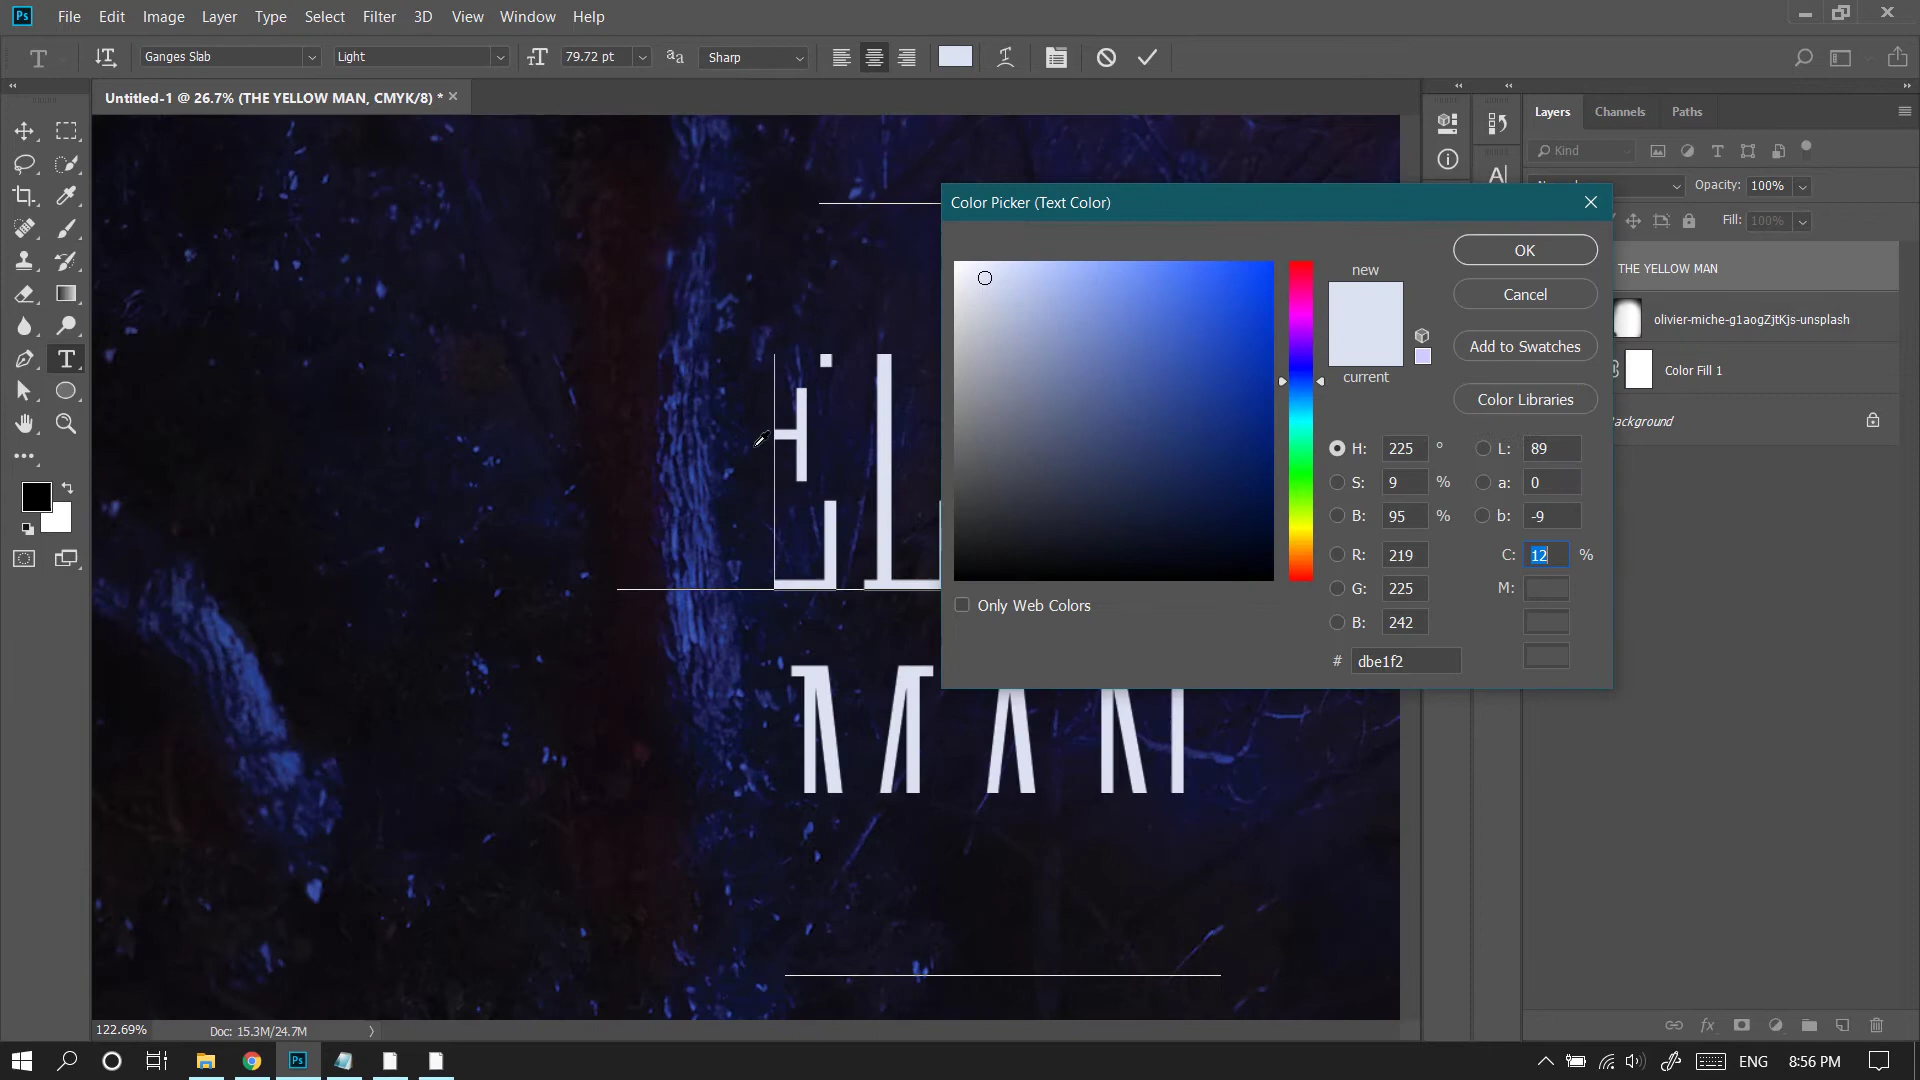 File Edit Image Layer Type Select Filter 3D View Window Help
Ganges Slab Light 79.72 pt Sharp
Untitled-1 @ 26.7% (THE YELLOW MAN, CMYK/8) *
Layers Channels Paths
Kind
Opacity: 100%
Fill: 100%
THE YELLOW MAN
olivier-miche-g1aogZjtKjs-unsplash
Color Fill 1
Color Picker (Text Color)
new
current
OK
Cancel
Add to Swatches
Color Libraries
H: 225 ° L: 89
S: 9 % a: 0
B: 95 % b: -9
R: 219 C: 12 %
G: 225 M:
B: 242
# dbe1f2
Only Web Colors
MAN
122.69% Doc: 15.3M/24.7M
ENG 8:56 PM